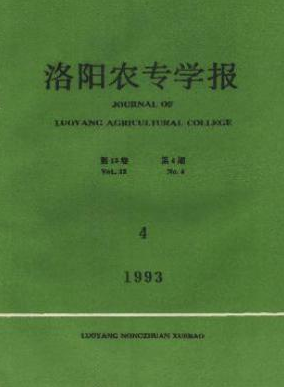 洛阳农专学报
JOURNAL OF
LUOYANG AGRICULTURAL COLLEGE
第13卷 第4期
VoL. 13 No. 4
4
1993
LUOYANG NONGZHUAN XUEBAO